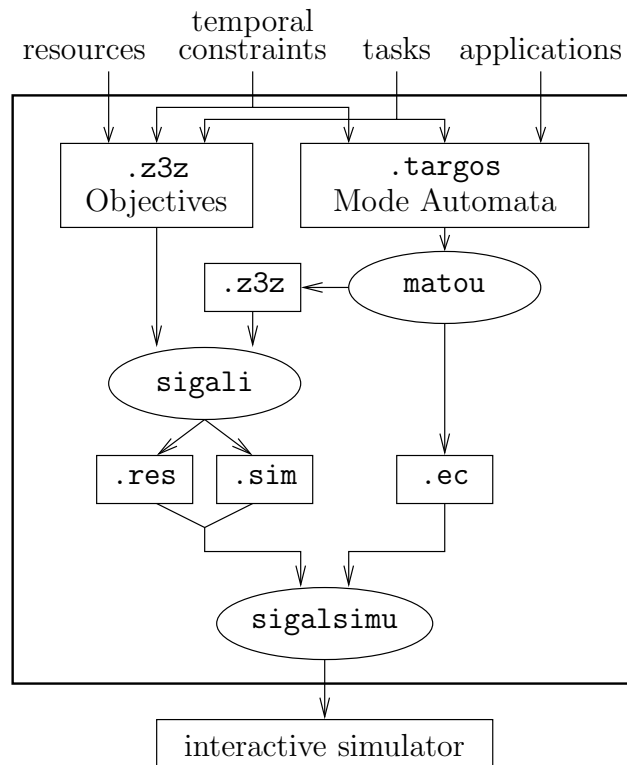 temporal
resources constraints tasks applications
.z3z .targos
Objectives Mode Automata
.z3z matou
sigali
.res .sim .ec
sigalsimu
interactive simulator